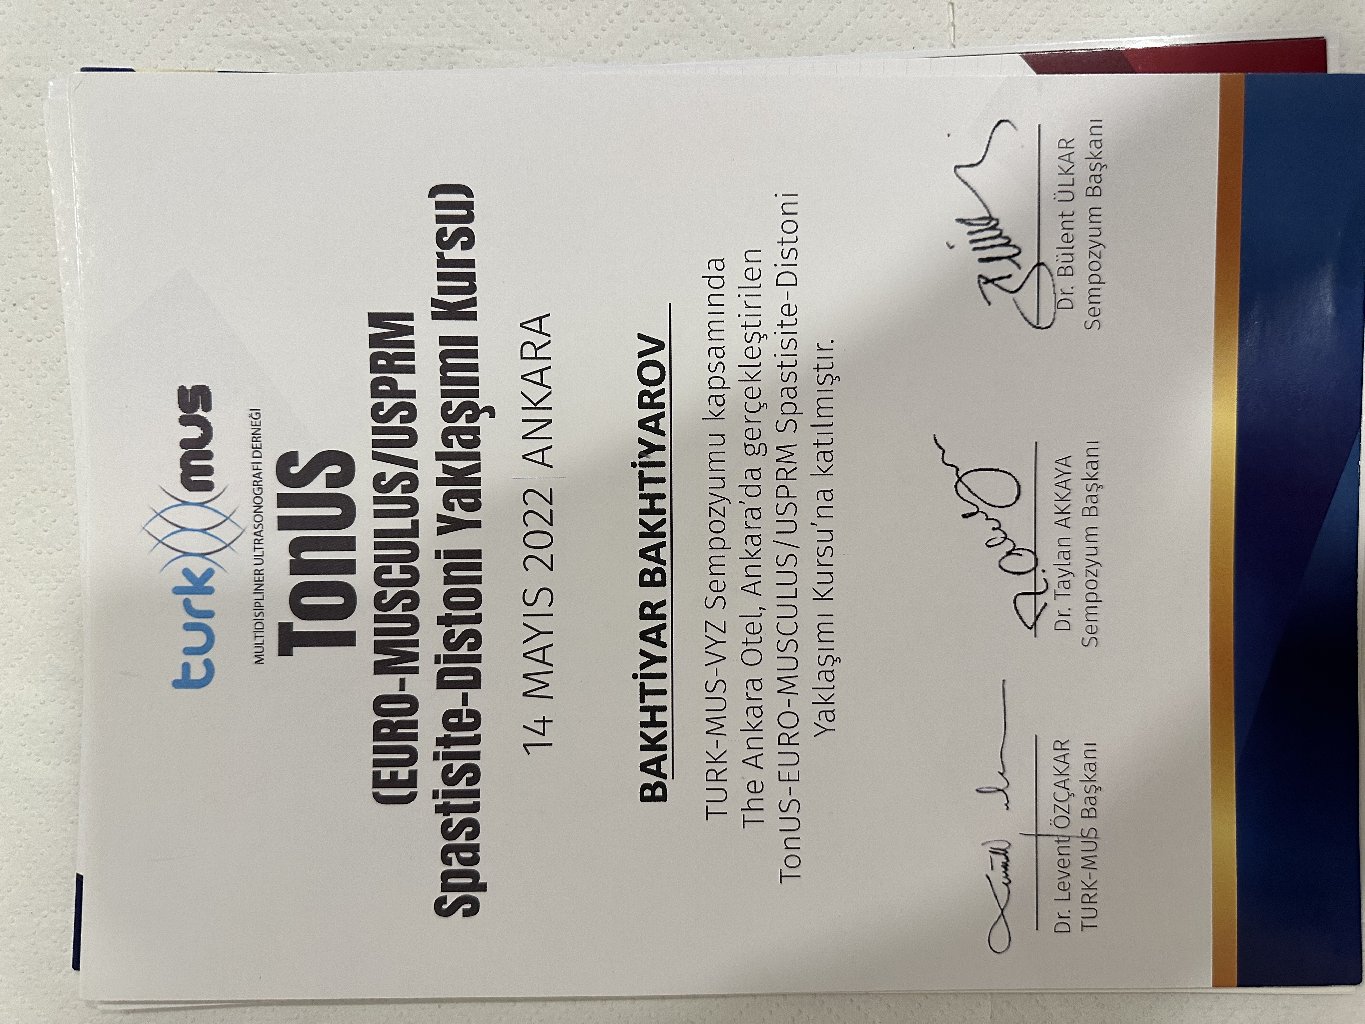 turk mus
MULTIDISIPLINER ULTRASONOGRAFI DERNEĞİ
TonUS
(EURO-MUSCULUS/USPRM
Spastisite-Distoni Yaklaşımı Kursu)
14 MAYIS 2022 | ANKARA
BAKHTİYAR BAKHTİYAROV
TURK-MUS-VYZ Sempozyumu kapsamında
The Ankara Otel, Ankara'da gerçekleştirilen
TonUS-EURO-MUSCULUS/USPRM Spastisite-Distoni
Yaklaşımı Kursu'na katılmıştır.
Dr. Levent ÖZÇAKAR
TURK-MUS Başkanı
Dr. Taylan AKKAYA
Sempozyum Başkanı
Dr. Bülent ÜLKAR
Sempozyum Başkanı